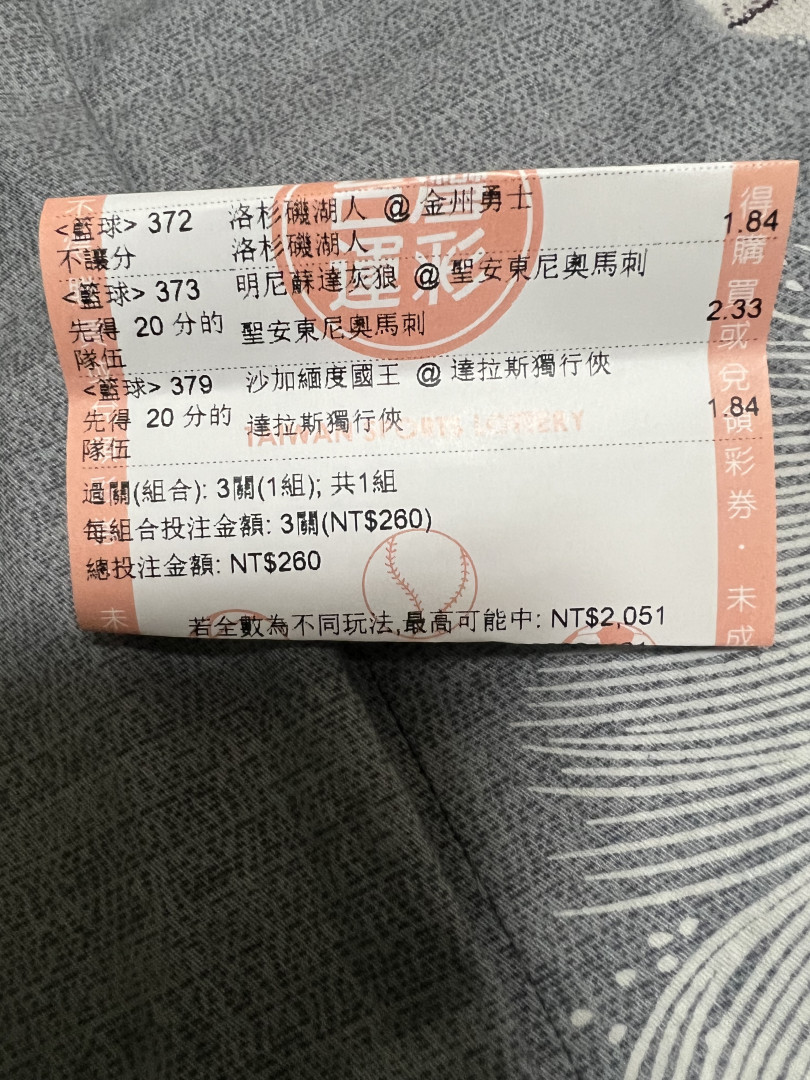 <籃球> 372 洛杉磯湖人 @ 金州勇士
不讓分 洛杉磯湖人 1.84
<籃球> 373 明尼蘇達灰狼 @ 聖安東尼奧馬刺
先得 20 分的 聖安東尼奧馬刺 2.33
隊伍
<籃球> 379 沙加緬度國王 @ 達拉斯獨行俠
先得 20 分的 達拉斯獨行俠 1.84
隊伍
過關(組合): 3關(1組); 共1組
每組合投注金額: 3關(NT$260)
總投注金額: NT$260
若全數為不同玩法,最高可能中: NT$2,051
運彩
TAIWAN SPORTS LOTTERY
得購買或兌領彩券・未成
未